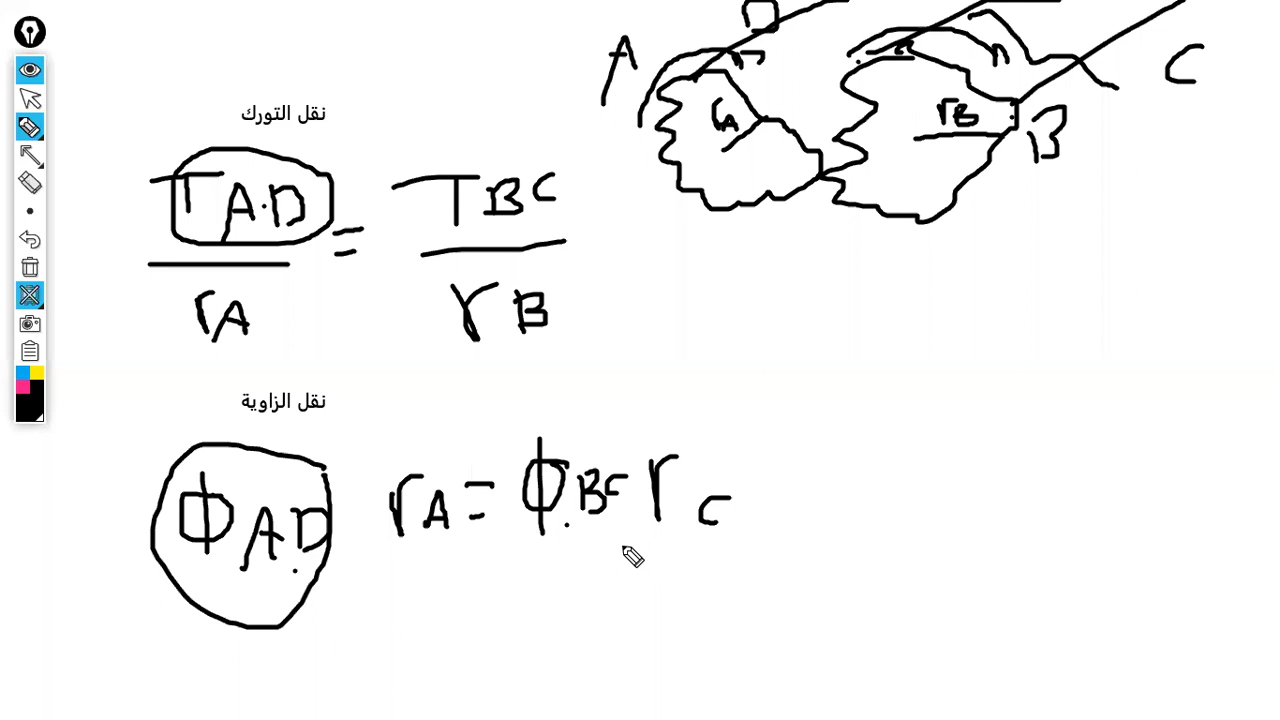 D
A
C
rA
n
rB
B
نقل التورك
TAD = TBC
rA rB
نقل الزاوية
ϕAD rA = ϕBC rC